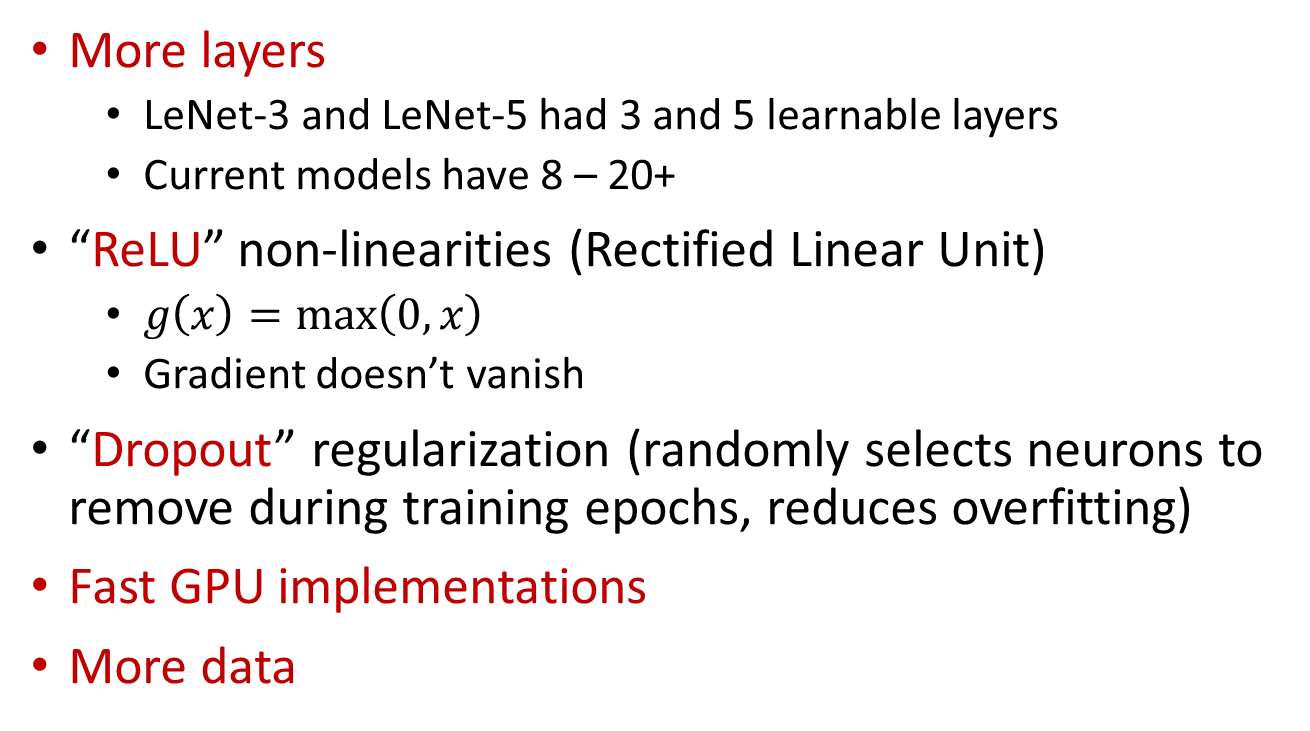 • More layers
• LeNet-3 and LeNet-5 had 3 and 5 learnable layers
• Current models have 8 – 20+
• “ReLU” non-linearities (Rectified Linear Unit)
• g(x) = max(0, x)
• Gradient doesn’t vanish
• “Dropout” regularization (randomly selects neurons to
remove during training epochs, reduces overfitting)
• Fast GPU implementations
• More data